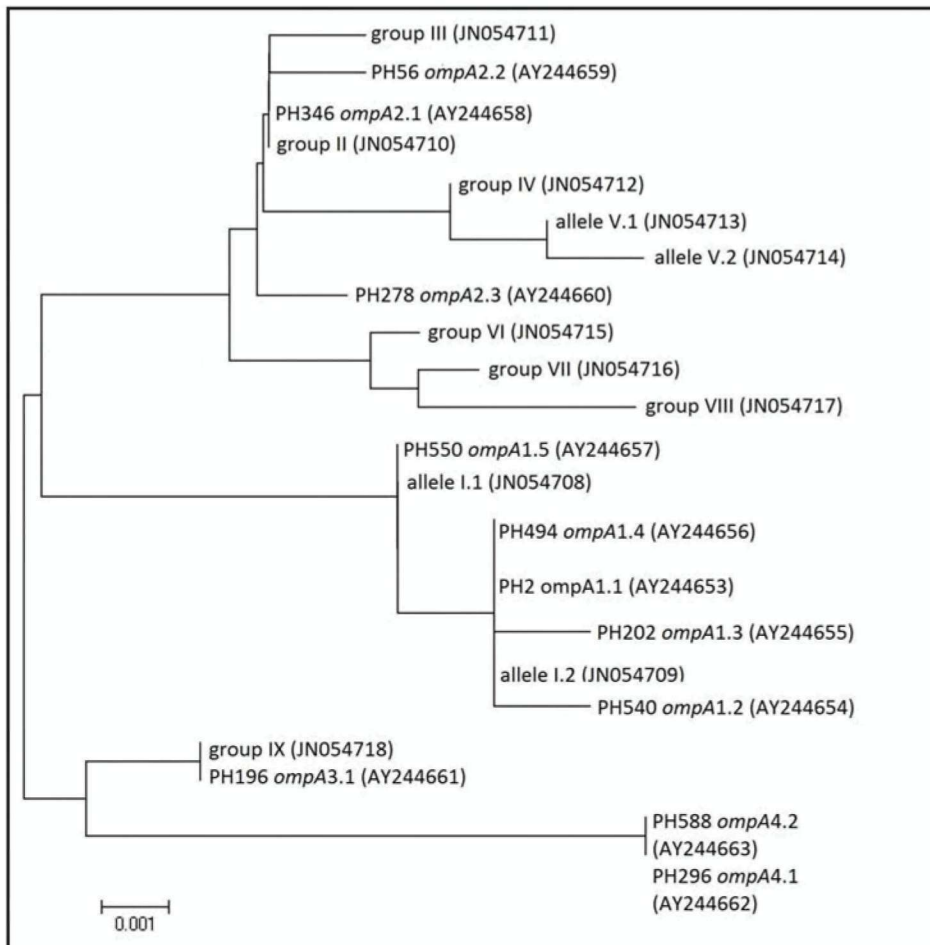 group III (JN054711)
PH56 ompA2.2 (AY244659)
PH346 ompA2.1 (AY244658)
group II (JN054710)
group IV (JN054712)
allele V.1 (JN054713)
allele V.2 (JN054714)
PH278 ompA2.3 (AY244660)
group VI (JN054715)
group VII (JN054716)
group VIII (JN054717)
PH550 ompA1.5 (AY244657)
allele I.1 (JN054708)
PH494 ompA1.4 (AY244656)
PH2 ompA1.1 (AY244653)
PH202 ompA1.3 (AY244655)
allele I.2 (JN054709)
PH540 ompA1.2 (AY244654)
group IX (JN054718)
PH196 ompA3.1 (AY244661)
PH588 ompA4.2
(AY244663)
PH296 ompA4.1
(AY244662)
0.001